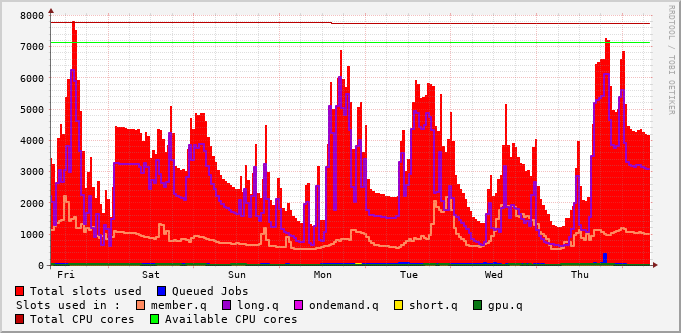 8000
7000
6000
5000
4000
3000
2000
1000
0
Fri Sat Sun Mon Tue Wed Thu
RRDTOOL / TOBI OETIKER
Total slots used Queued Jobs
Slots used in : member.q long.q ondemand.q short.q gpu.q
Total CPU cores Available CPU cores